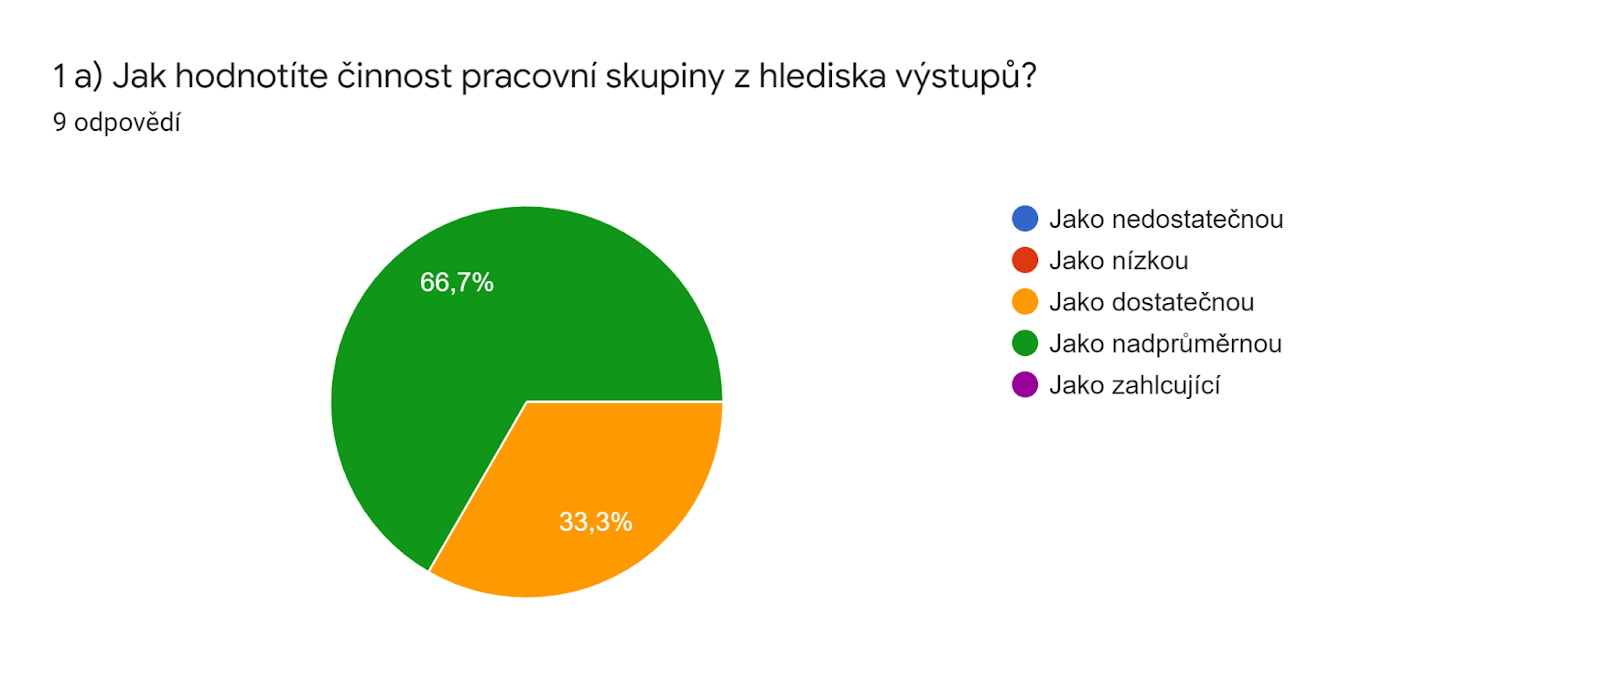 1 a) Jak hodnotíte činnost pracovní skupiny z hlediska výstupů?
9 odpovědí
66,7%
33,3%
Jako nedostatečnou
Jako nízkou
Jako dostatečnou
Jako nadprůměrnou
Jako zahlcující